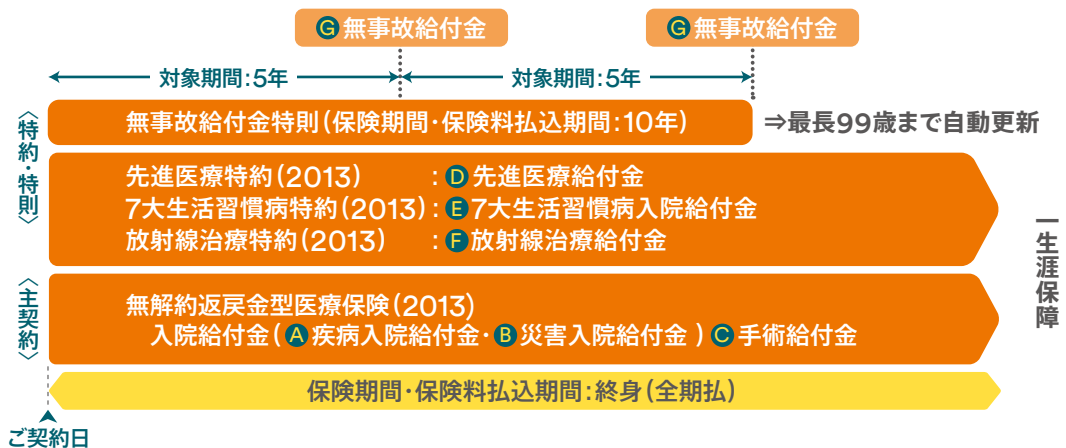 G 無事故給付金
G 無事故給付金
対象期間:5年
対象期間:5年
〈特約・特則〉
無事故給付金特則(保険期間・保険料払込期間:10年)
⇒最長99歳まで自動更新
先進医療特約(2013) : D 先進医療給付金
7大生活習慣病特約(2013) : E 7大生活習慣病入院給付金
放射線治療特約(2013) : F 放射線治療給付金
一生涯保障
〈主契約〉
無解約返戻金型医療保険(2013)
入院給付金( A 疾病入院給付金・ B 災害入院給付金 ) C 手術給付金
保険期間・保険料払込期間:終身(全期払)
ご契約日